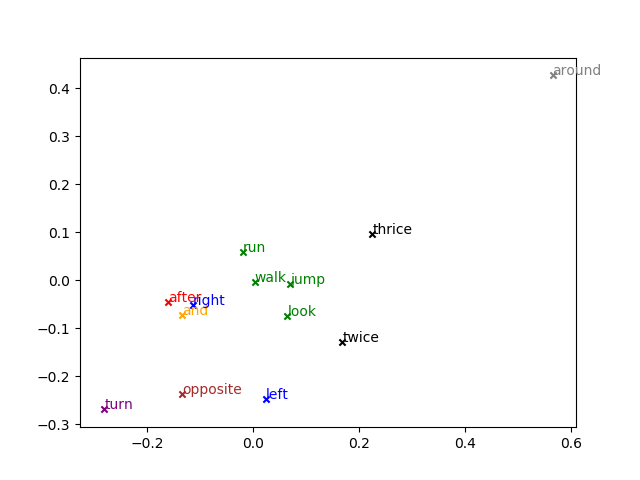 around
0.4
0.3
0.2
thrice
0.1
run
walk
jump
0.0
after
right
and
look
−0.1
twice
−0.2
opposite
left
turn
−0.3
−0.2
0.0
0.2
0.4
0.6